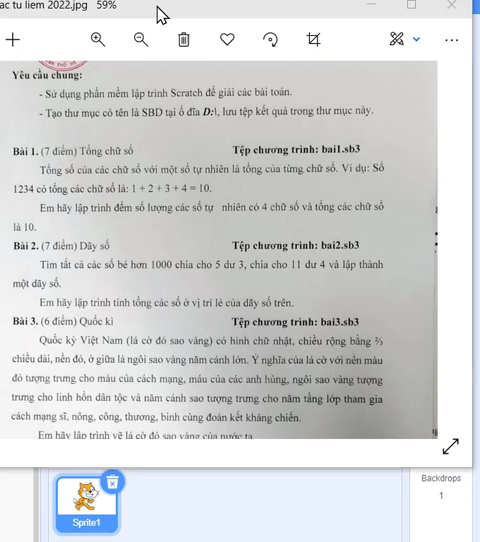 ac tu liem 2022.jpg 59%
Yêu cầu chung:
- Sử dụng phần mềm lập trình Scratch để giải các bài toán.
- Tạo thư mục có tên là SBD tại ổ đĩa D:\, lưu tệp kết quả trong thư mục này.
Bài 1. (7 điểm) Tổng chữ số Tệp chương trình: bai1.sb3
Tổng số của các chữ số với một số tự nhiên là tổng của từng chữ số. Ví dụ: Số
1234 có tổng các chữ số là: 1 + 2 + 3 + 4 = 10.
Em hãy lập trình đếm số lượng các số tự nhiên có 4 chữ số và tổng các chữ số
là 10.
Bài 2. (7 điểm) Dãy số Tệp chương trình: bai2.sb3
Tìm tất cả các số bé hơn 1000 chia cho 5 dư 3, chia cho 11 dư 4 và lập thành
một dãy số.
Em hãy lập trình tính tổng các số ở vị trí lẻ của dãy số trên.
Bài 3. (6 điểm) Quốc kì Tệp chương trình: bai3.sb3
Quốc kỳ Việt Nam (lá cờ đỏ sao vàng) có hình chữ nhật, chiều rộng bằng ⅔
chiều dài, nền đỏ, ở giữa là ngôi sao vàng năm cánh lớn. Ý nghĩa của lá cờ với nền màu
đỏ tượng trưng cho màu của cách mạng, máu của các anh hùng, ngôi sao vàng tượng
trưng cho linh hồn dân tộc và năm cánh sao tượng trưng cho năm tầng lớp tham gia
cách mạng sĩ, nông, công, thương, binh cùng đoàn kết kháng chiến.
Em hãy lập trình vẽ lá cờ đỏ sao vàng của nước ta
Sprite1
Backdrops
1